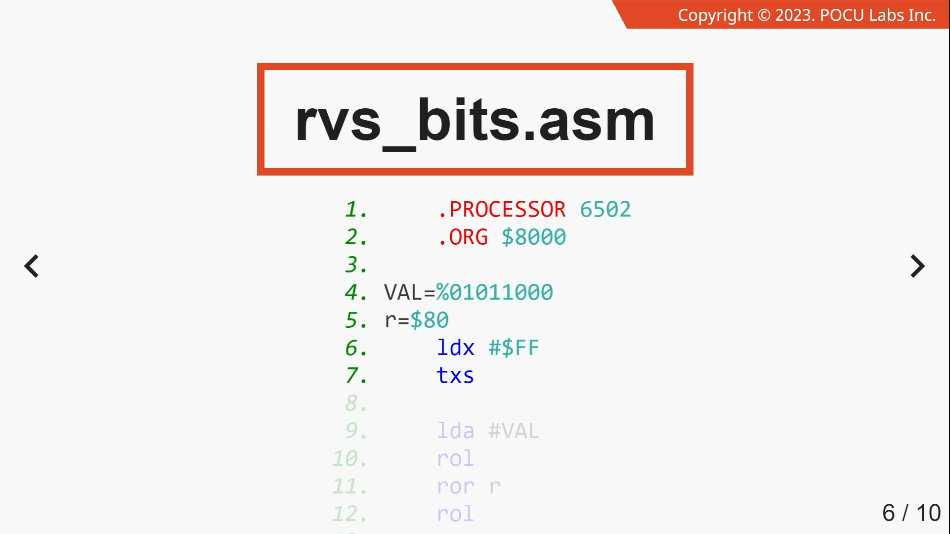 Copyright © 2023. POCU Labs Inc.
rvs_bits.asm
1. .PROCESSOR 6502
2. .ORG $8000
3.
4. VAL=%01011000
5. r=$80
6. ldx #$FF
7. txs
8.
9. lda #VAL
10. rol
11. ror r
12. rol
6 / 10